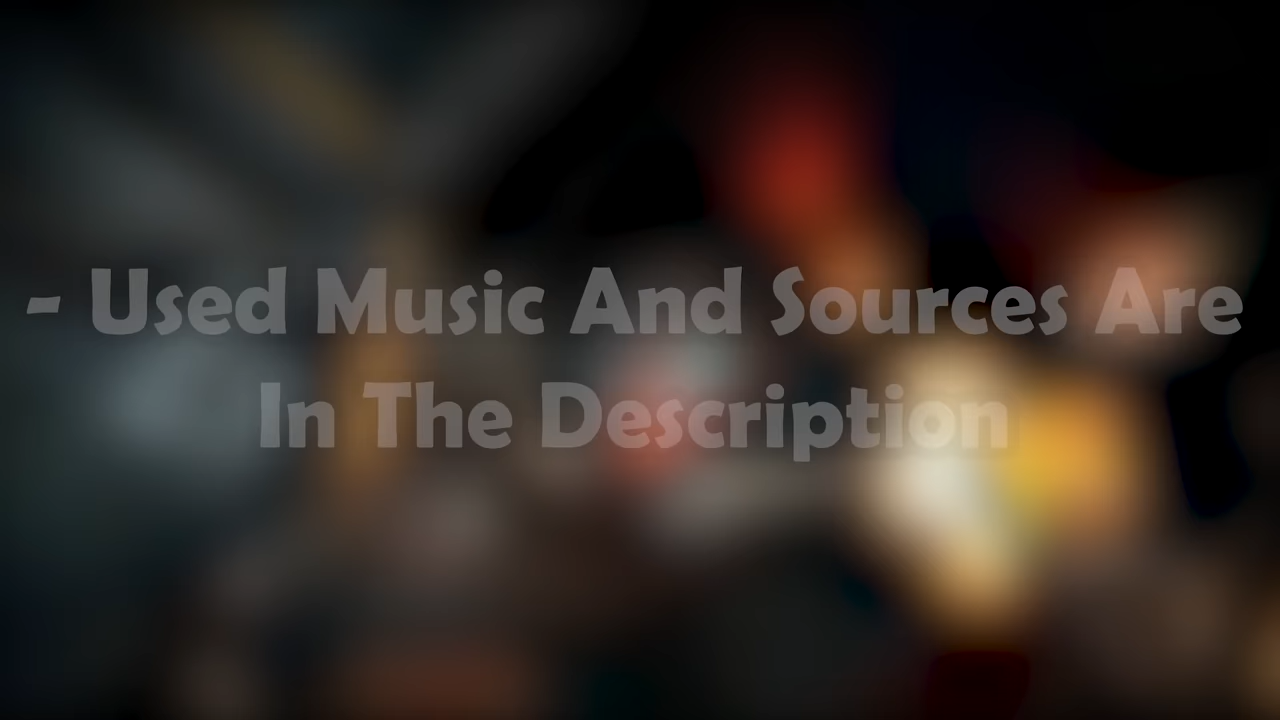 - Used Music And Sources Are
In The Description